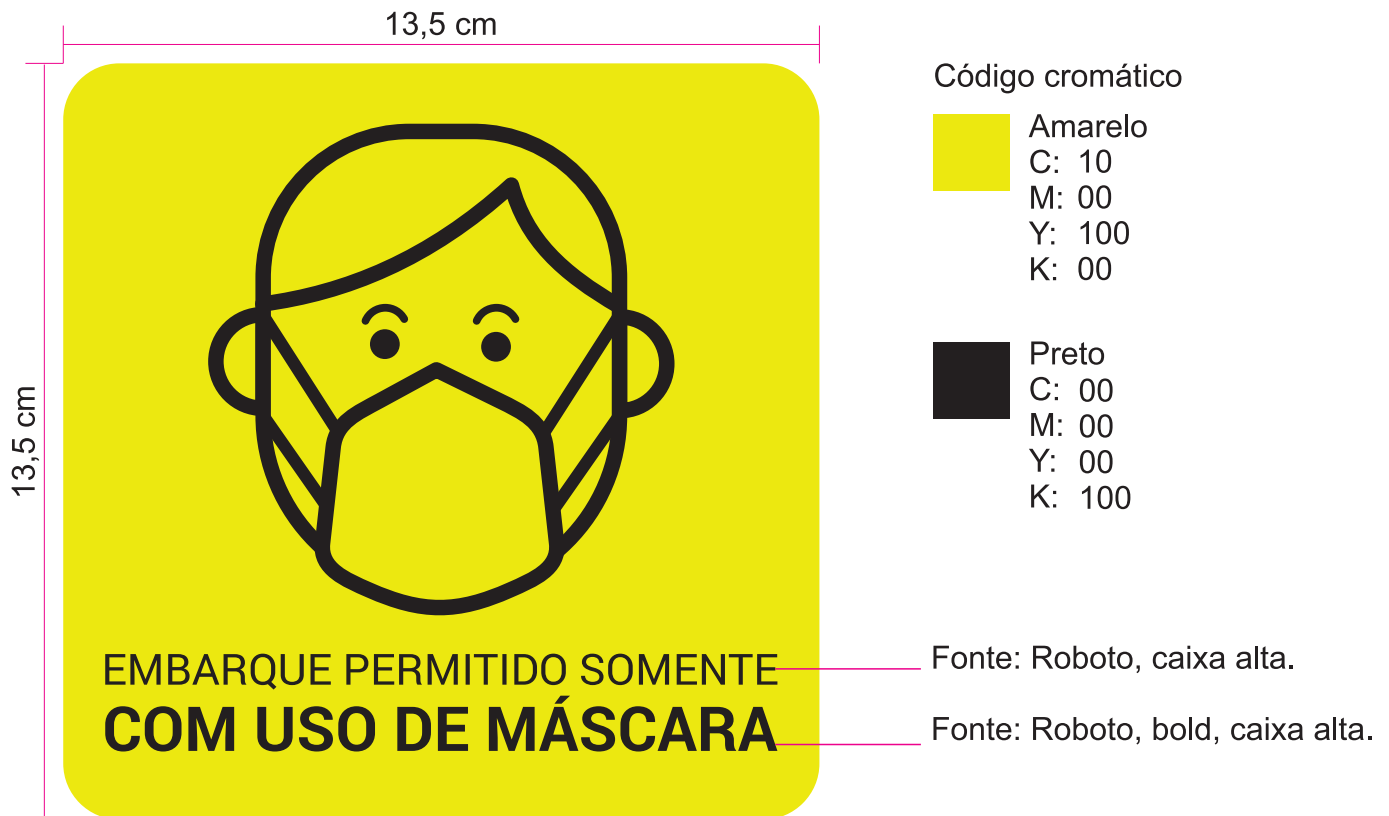 13,5 cm
13,5 cm
EMBARQUE PERMITIDO SOMENTE
COM USO DE MÁSCARA
Código cromático
Amarelo
C: 10
M: 00
Y: 100
K: 00
Preto
C: 00
M: 00
Y: 00
K: 100
Fonte: Roboto, caixa alta.
Fonte: Roboto, bold, caixa alta.